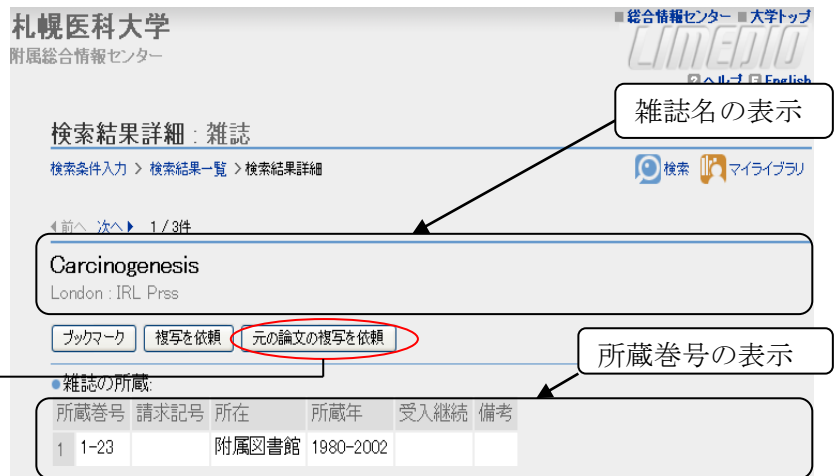 札幌医科大学
附属総合情報センター
■総合情報センター ■大学トップ
LIMEDIO
?ヘルプ E English
雑誌名の表示
検索結果詳細 : 雑誌
検索条件入力 > 検索結果一覧 > 検索結果詳細
検索 マイライブラリ
前へ 次へ 1 / 3件
Carcinogenesis
London : IRL Prss
ブックマーク 複写を依頼 元の論文の複写を依頼
所蔵巻号の表示
●雑誌の所蔵:
所蔵巻号 請求記号 所在 所蔵年 受入継続 備考
1 1-23 附属図書館 1980-2002